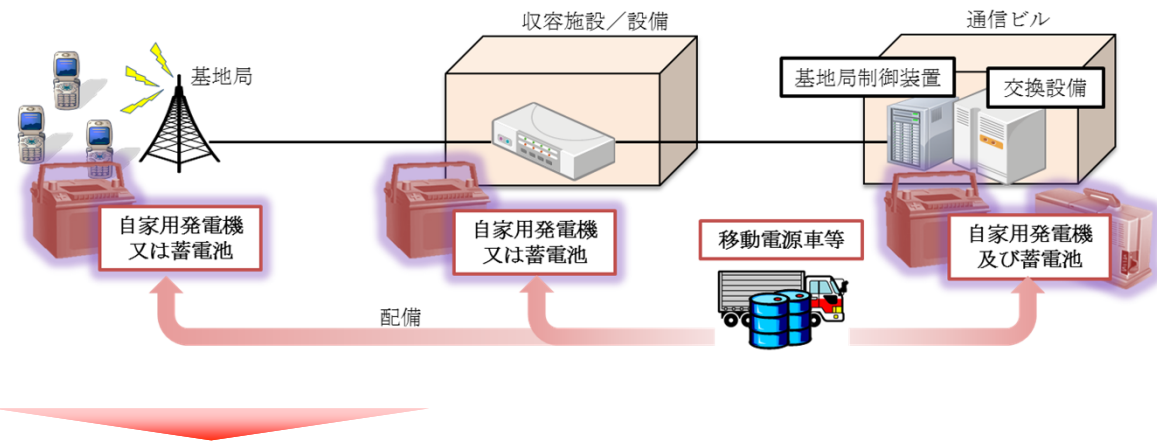 収容施設／設備
通信ビル
基地局
基地局制御装置
交換設備
自家用発電機
又は蓄電池
自家用発電機
又は蓄電池
移動電源車等
自家用発電機
及び蓄電池
配備